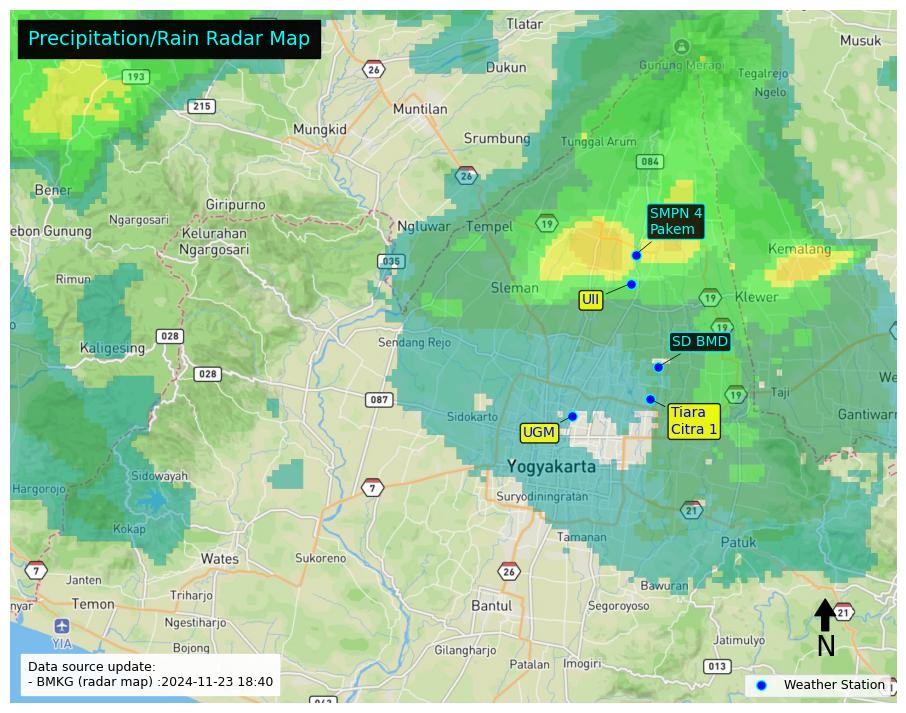 Precipitation/Rain Radar Map
Tlatar
Musuk
26
Dukun
Gunung Merapi
Tegalrejo
193
Ngelo
215
Muntilan
Mungkid
Srumbung
Tunggal Arum
084
26
Bener
Giripurno
Ngargosari
SMPN 4
Pakem
ebon Gunung
Kelurahan
Ngargosari
Ngluwar
Tempel
19
Kemalang
035
Rimun
Sleman
UII
19
Klewer
19
028
Sendang Rejo
SD BMD
Kaligesing
028
We
087
19
Taji
Sidokarto
Tiara
Citra 1
Gantiwarn
UGM
Yogyakarta
Sidowayah
7
Hargorojo
Suryodiningratan
21
Kokap
Tamanan
Patuk
Wates
Sukoreno
7
26
Janten
Bawuran
Triharjo
nyar
Temon
Bantul
Segoroyoso
21
Ngestiharjo
YIA
N
Jatimulyo
Bojong
Gilangharjo
Patalan
Imogiri
013
Data source update:
- BMKG (radar map) :2024-11-23 18:40
Weather Station